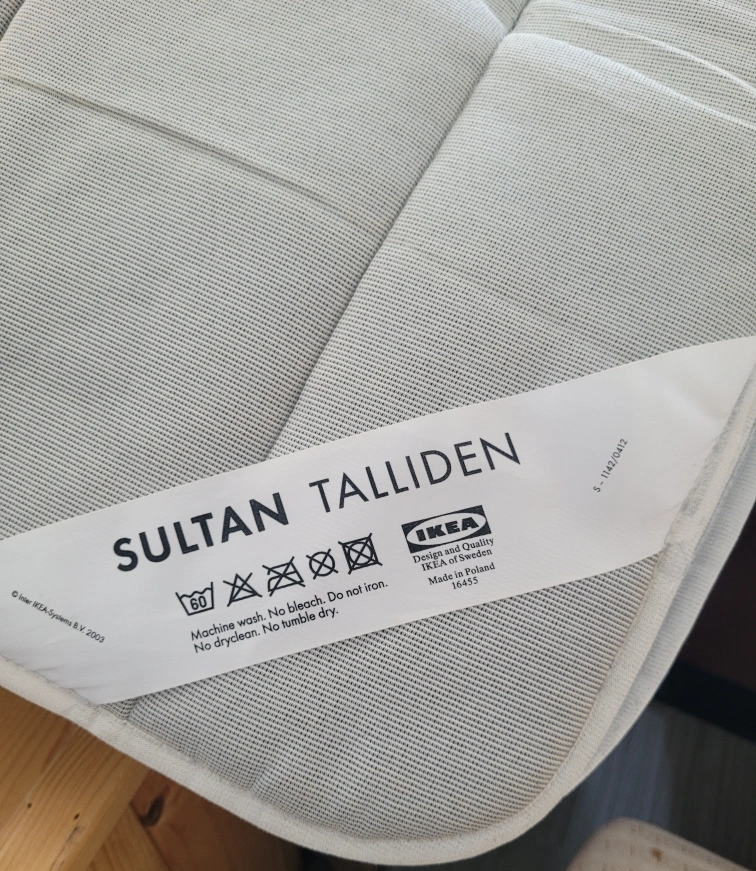 SULTAN TALLIDEN
60
Machine wash. No bleach. Do not iron.
No dryclean. No tumble dry.
IKEA
Design and Quality
IKEA of Sweden
Made in Poland
16455
S - 1142/0412
© Inter IKEA-Systems B.V. 2003